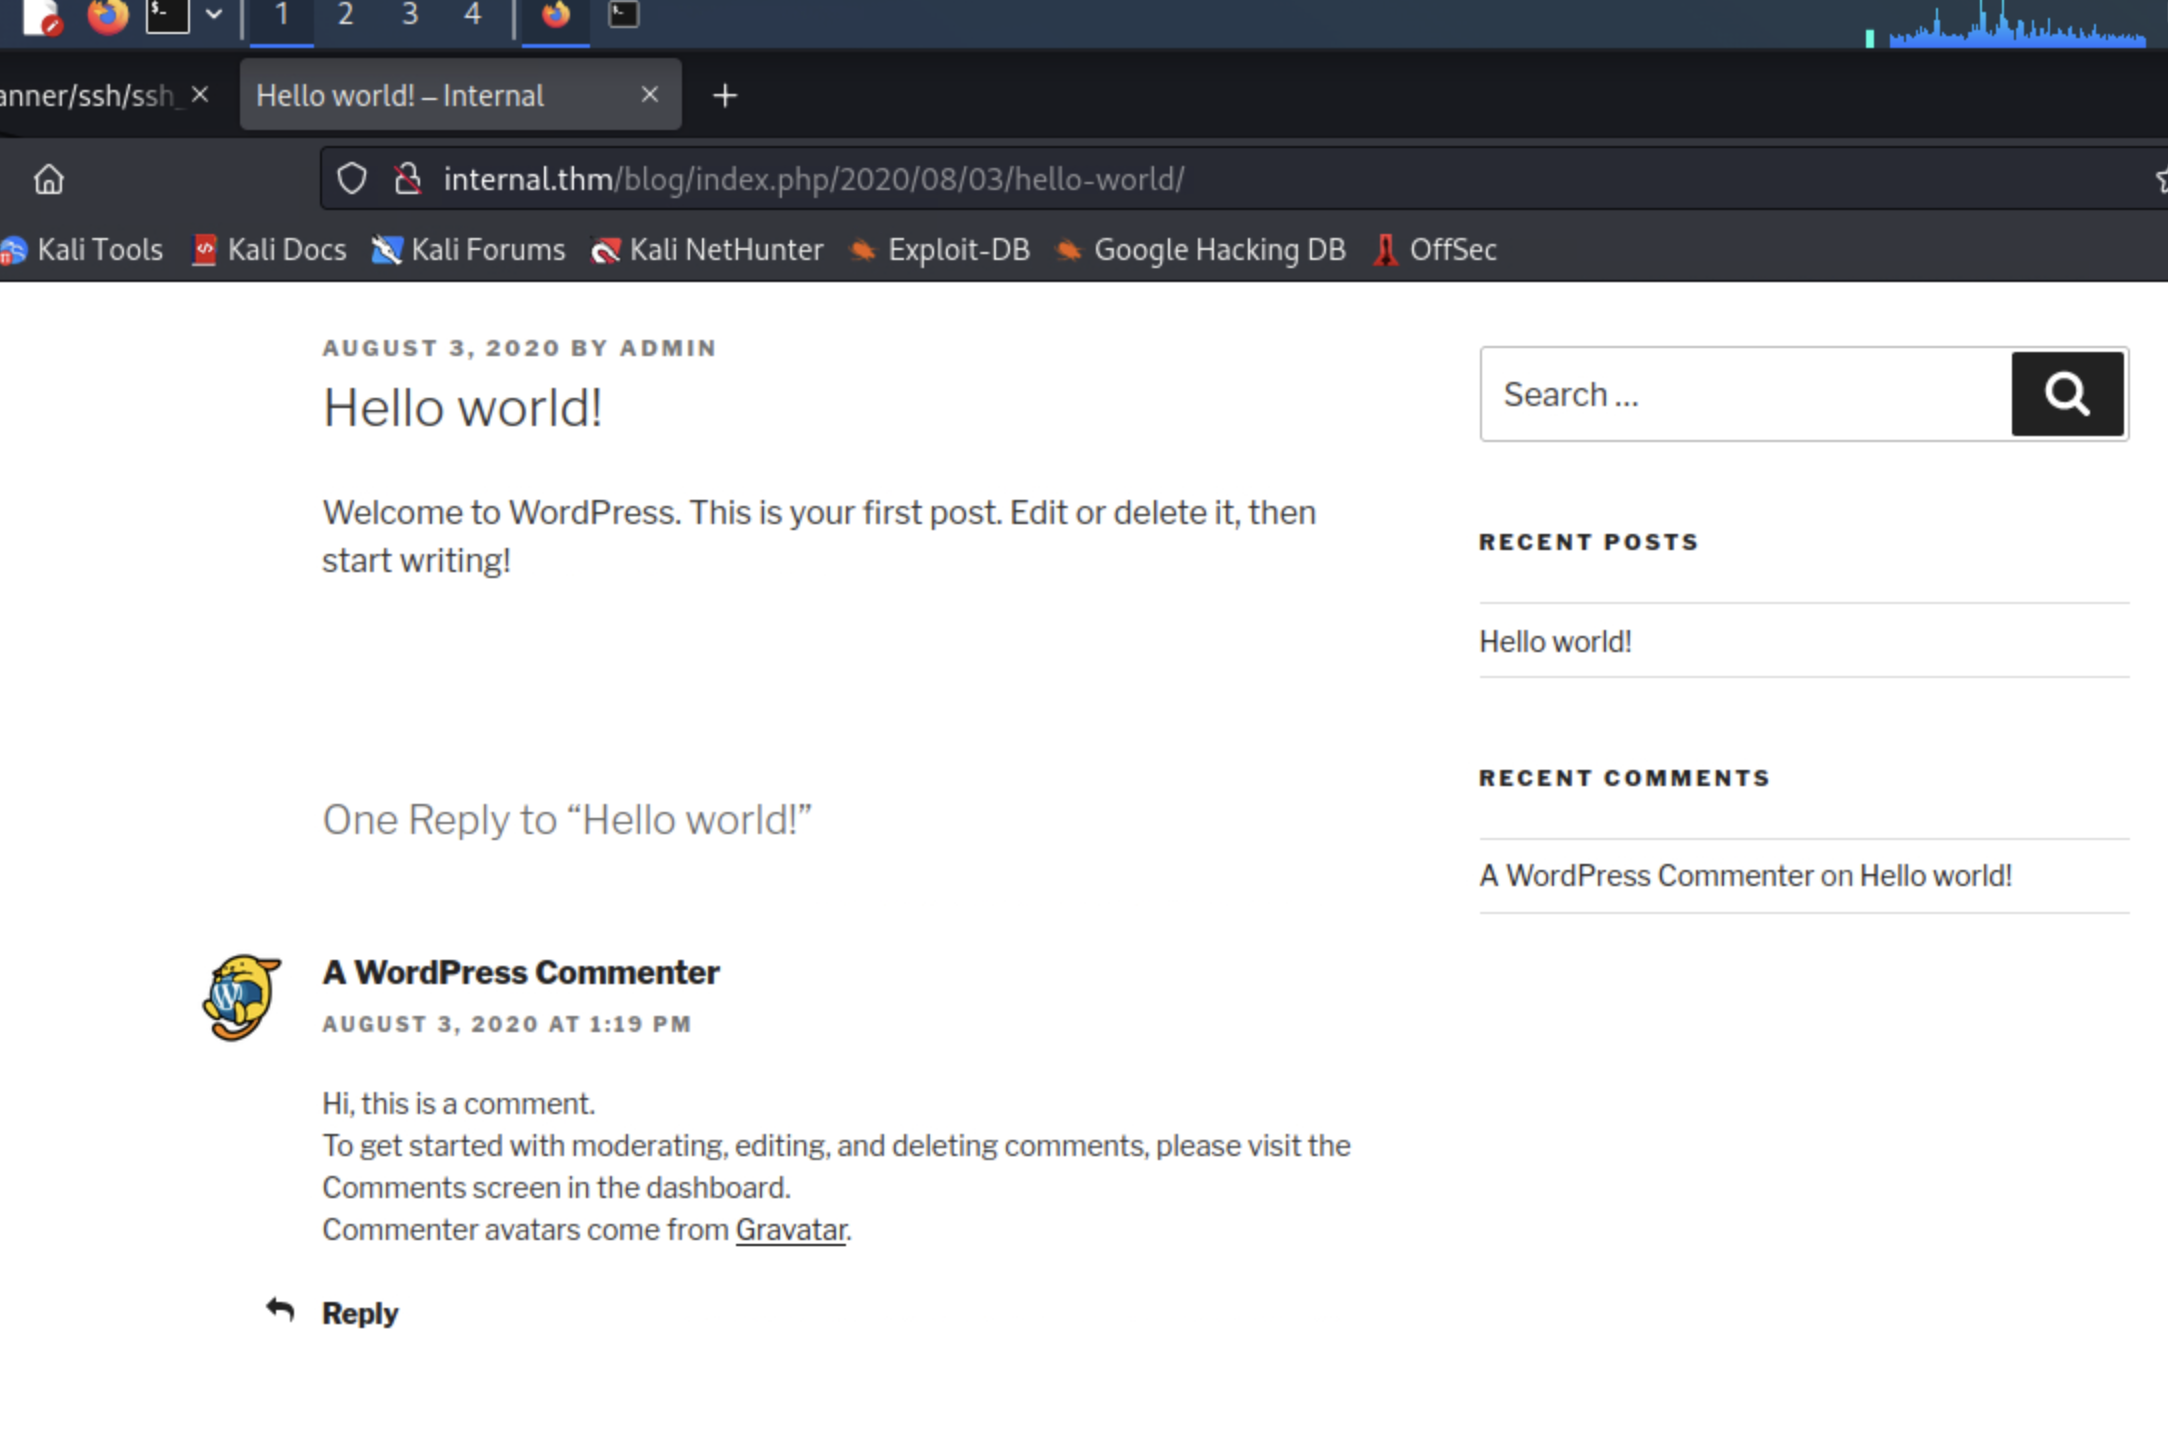 1 2 3 4
anner/ssh/ssh_
Hello world! – Internal
internal.thm/blog/index.php/2020/08/03/hello-world/
Kali Tools Kali Docs Kali Forums Kali NetHunter Exploit-DB Google Hacking DB OffSec
AUGUST 3, 2020 BY ADMIN
Hello world!
Welcome to WordPress. This is your first post. Edit or delete it, then
start writing!
One Reply to “Hello world!”
A WordPress Commenter
AUGUST 3, 2020 AT 1:19 PM
Hi, this is a comment.
To get started with moderating, editing, and deleting comments, please visit the
Comments screen in the dashboard.
Commenter avatars come from Gravatar.
Reply
Search …
RECENT POSTS
Hello world!
RECENT COMMENTS
A WordPress Commenter on Hello world!